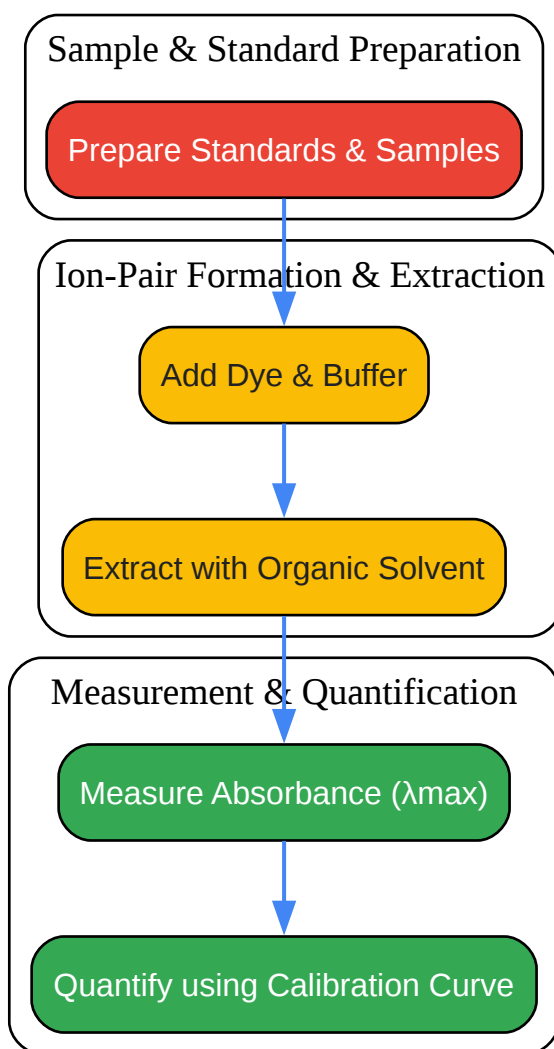 Sample & Standard Preparation
Prepare Standards & Samples
Ion-Pair Formation & Extraction
Add Dye & Buffer
Extract with Organic Solvent
Measurement & Quantification
Measure Absorbance (λmax)
Quantify using Calibration Curve